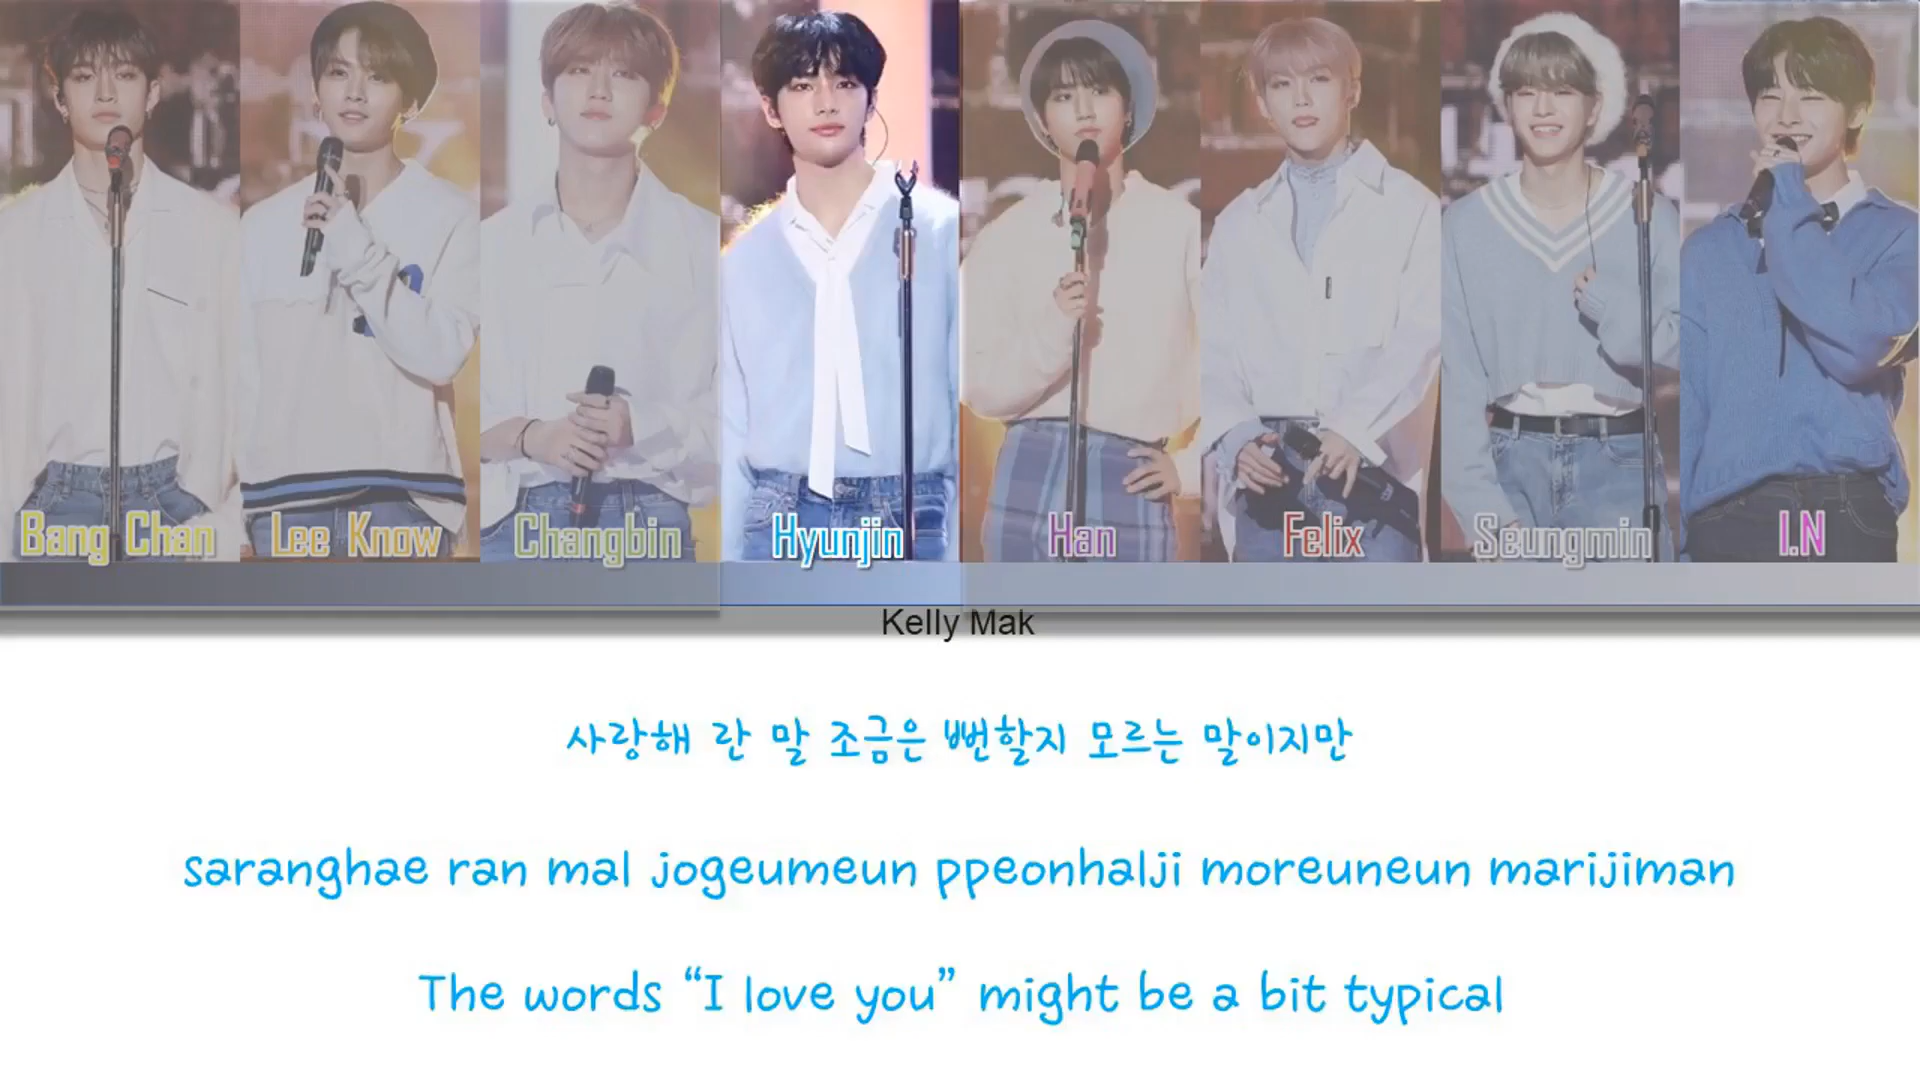 Bang Chan Lee Know Changbin Hyunjin Han Felix Seungmin I.N
Kelly Mak
사랑해 란 말 조금은 뻔할지 모르는 말이지만
saranghae ran mal jogeumeun ppeonhalji moreuneun marijiman
The words “I love you” might be a bit typical